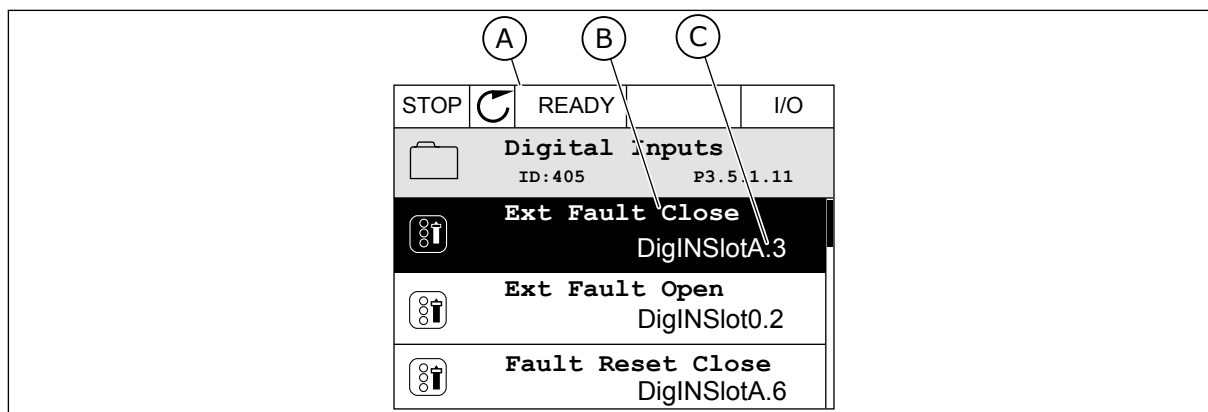 A B C
STOP READY I/O
Digital Inputs
ID:405 P3.5.1.11
Ext Fault Close
DigINSlotA.3
Ext Fault Open
DigINSlot0.2
Fault Reset Close
DigINSlotA.6